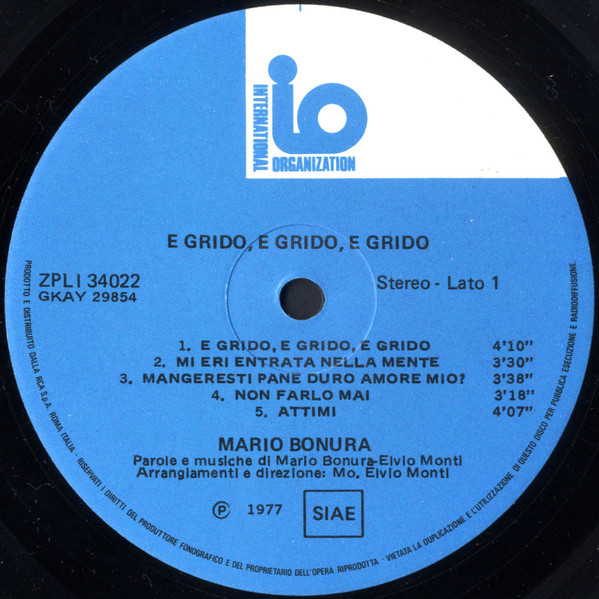 io
INTERNATIONAL
ORGANIZATION
E GRIDO, E GRIDO, E GRIDO
ZPLI 34022
GKAY 29854
Stereo - Lato 1
1. E GRIDO, E GRIDO, E GRIDO 4'10"
2. MI ERI ENTRATA NELLA MENTE 3'30"
3. MANGERESTI PANE DURO AMORE MIO? 3'38"
4. NON FARLO MAI 3'18"
5. ATTIMI 4'07"
MARIO BONURA
Parole e musiche di Mario Bonura-Elvio Monti
Arrangiamenti e direzione: Mo. Elvio Monti
℗ 1977 SIAE
PRODOTTO E DISTRIBUITO DALLA RCA S.p.A. ROMA ITALIA - RISERVATI I DIRITTI DEL PRODUTTORE FONOGRAFICO E DEL PROPRIETARIO DELL'OPERA RIPRODOTTA - VIETATA LA DUPLICAZIONE E L'UTILIZZAZIONE DI QUESTO DISCO PER PUBBLICA ESECUZIONE E RADIODIFFUSIONE.